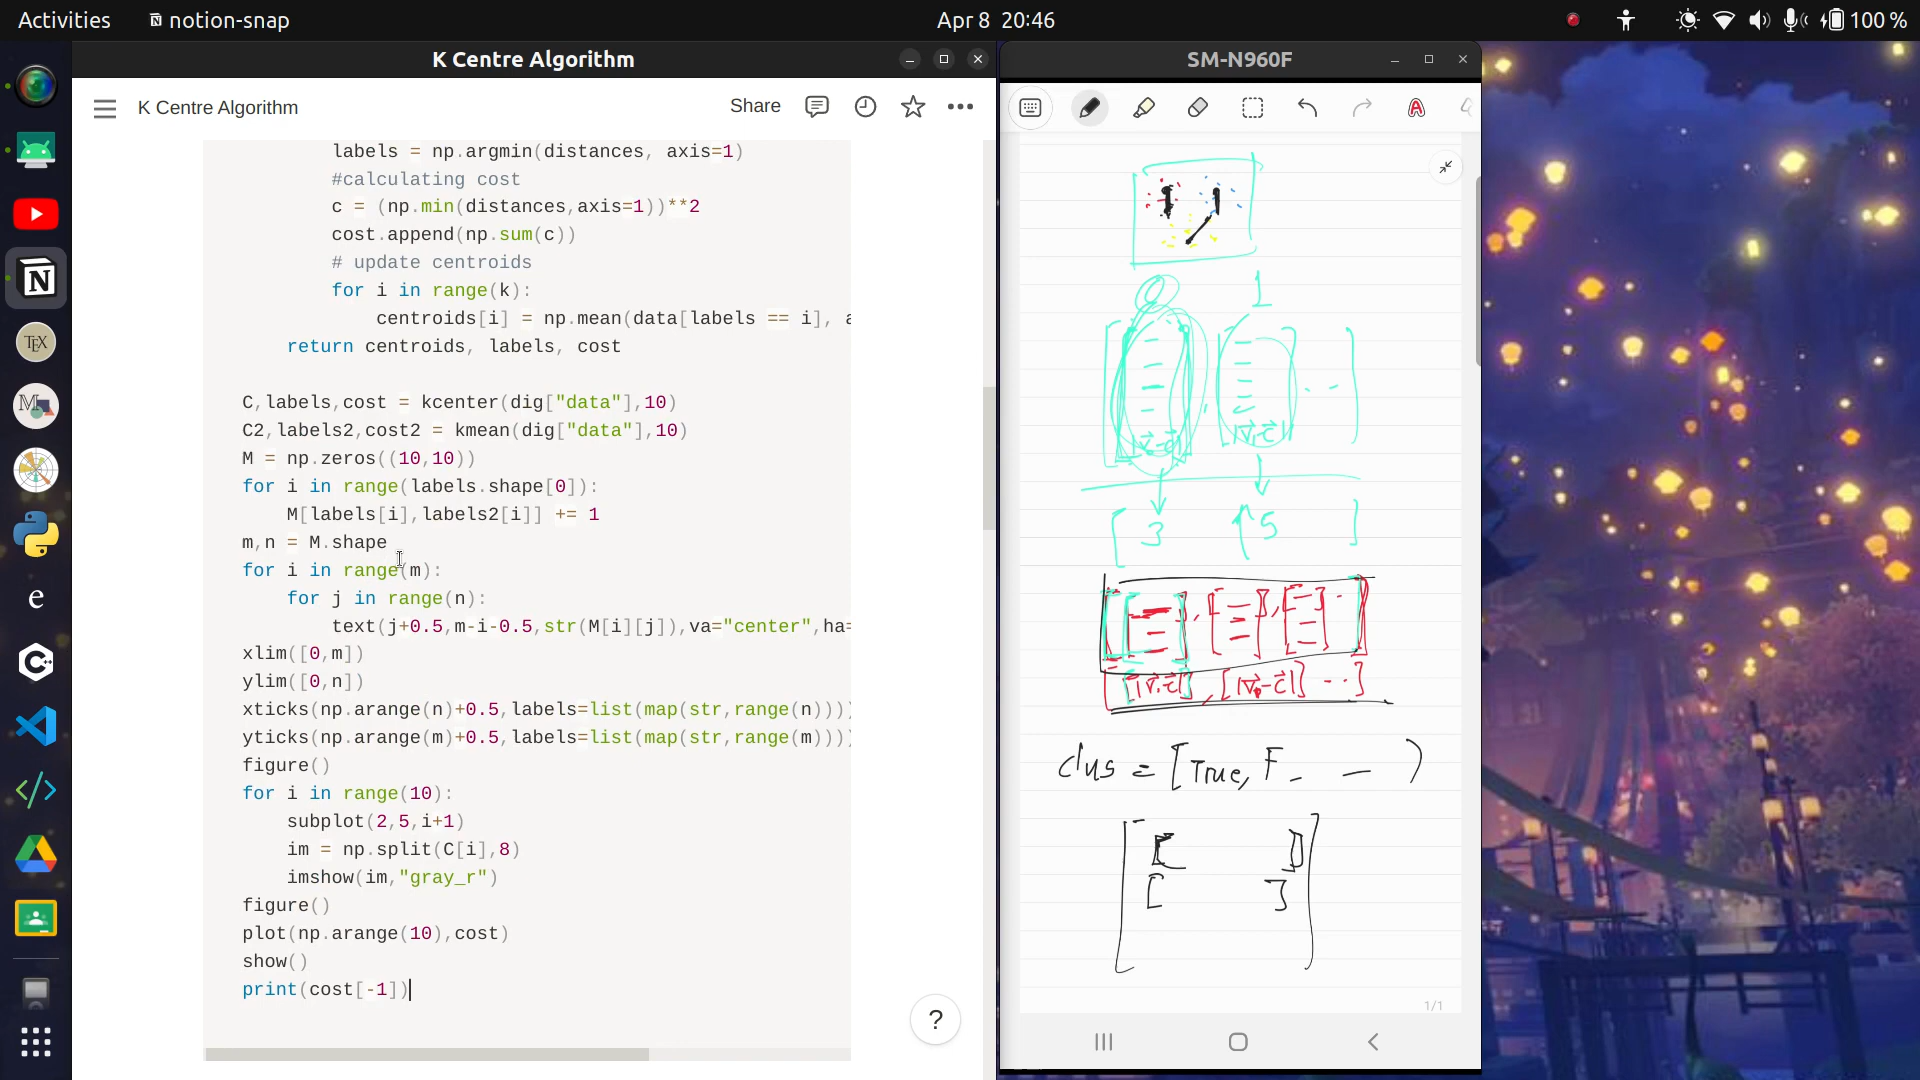 Activities
notion-snap
Apr 8 20:46
100 %
K Centre Algorithm
K Centre Algorithm
Share
labels = np.argmin(distances, axis=1)
#calculating cost
c = (np.min(distances,axis=1))**2
cost.append(np.sum(c))
# update centroids
for i in range(k):
centroids[i] = np.mean(data[labels == i], a
return centroids, labels, cost
C,labels,cost = kcenter(dig["data"],10)
C2,labels2,cost2 = kmean(dig["data"],10)
M = np.zeros((10,10))
for i in range(labels.shape[0]):
M[labels[i],labels2[i]] += 1
m,n = M.shape
for i in range(m):
for j in range(n):
text(j+0.5,m-i-0.5,str(M[i][j]),va="center",ha=
xlim([0,m])
ylim([0,n])
xticks(np.arange(n)+0.5,labels=list(map(str,range(n))))
yticks(np.arange(m)+0.5,labels=list(map(str,range(m))))
figure()
for i in range(10):
subplot(2,5,i+1)
im = np.split(C[i],8)
imshow(im,"gray_r")
figure()
plot(np.arange(10),cost)
show()
print(cost[-1])
?
SM-N960F
A
0 1
[ 3 5 ]
clus = [True, F - — )
1/1
N
TEX
M
e